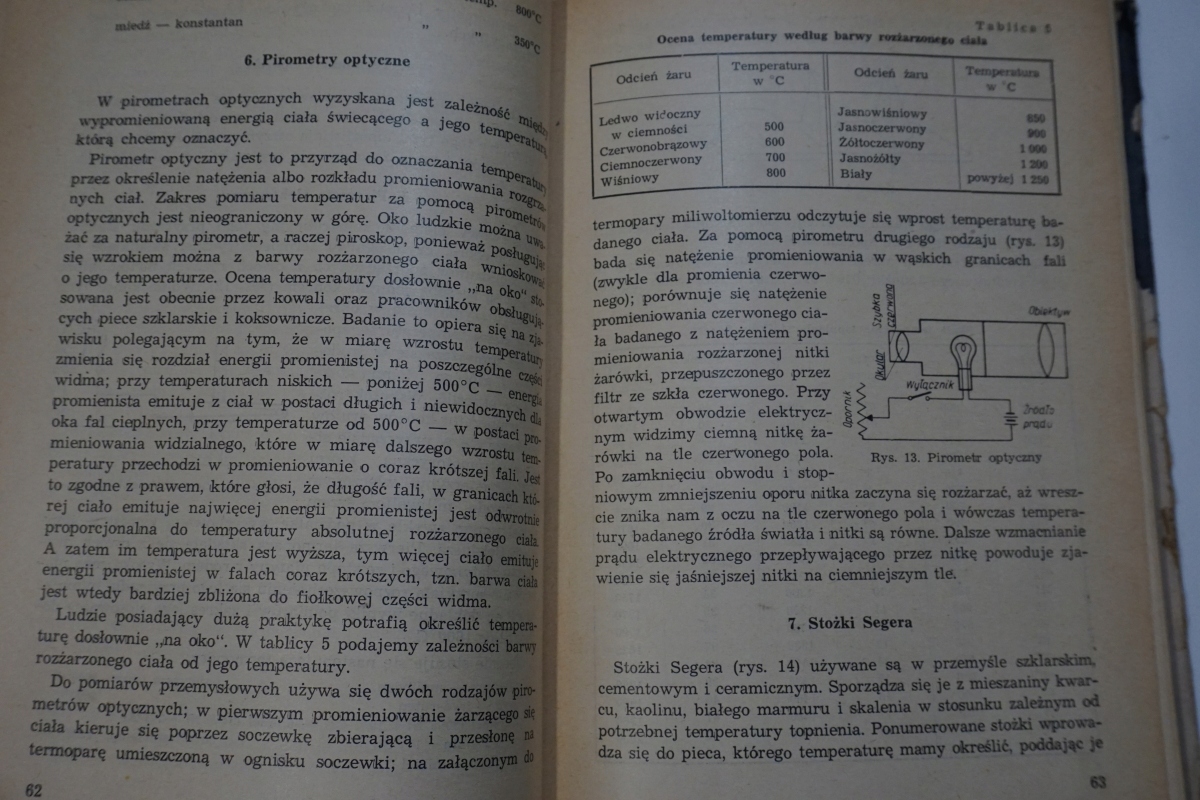 800°C
miedź — konstantan „ „ 350°C
6. Pirometry optyczne
W pirometrach optycznych wyzyskana jest zależność między
wypromieniowaną energią ciała świecącego a jego temperaturą
którą chcemy oznaczyć.
Pirometr optyczny jest to przyrząd do oznaczania temperatury
przez określenie natężenia albo rozkładu promieniowania rozgrza-
nych ciał. Zakres pomiaru temperatur za pomocą pirometrów
optycznych jest nieograniczony w górę. Oko ludzkie można uwa-
żać za naturalny pirometr, a raczej piroskop, ponieważ posługując
się wzrokiem można z barwy rozżarzonego ciała wnioskować
o jego temperaturze. Ocena temperatury dosłownie „na oko“ sto-
sowana jest obecnie przez kowali oraz pracowników obsługują-
cych piece szklarskie i koksownicze. Badanie to opiera się na zja-
wisku polegającym na tym, że w miarę wzrostu temperatury
zmienia się rozdział energii promienistej na poszczególne części
widma; przy temperaturach niskich — poniżej 500°C — energia
promienista emituje z ciał w postaci długich i niewidocznych dla
oka fal cieplnych, przy temperaturze od 500°C — w postaci pro-
mieniowania widzialnego, które w miarę dalszego wzrostu tem-
peratury przechodzi w promieniowanie o coraz krótszej fali. Jest
to zgodne z prawem, które głosi, że długość fali, w granicach któ-
rej ciało emituje najwięcej energii promienistej jest odwrotnie
proporcjonalna do temperatury absolutnej rozżarzonego ciała.
A zatem im temperatura jest wyższa, tym więcej ciało emituje
energii promienistej w falach coraz krótszych, tzn. barwa ciała
jest wtedy bardziej zbliżona do fiołkowej części widma.
Ludzie posiadający dużą praktykę potrafią określić tempera-
turę dosłownie „na oko“. W tablicy 5 podajemy zależności barwy
rozżarzonego ciała od jego temperatury.
Do pomiarów przemysłowych używa się dwóch rodzajów piro-
metrów optycznych; w pierwszym promieniowanie żarzącego się
ciała kieruje się poprzez soczewkę zbierającą i przesłonę na
termoparę umieszczoną w ognisku soczewki; na załączonym do
62
Tablica 5
Ocena temperatury według barwy rozżarzonego ciała
Odcień żaru Temperatura w °C Odcień żaru Temperatura w °C
Ledwo widoczny Jasnowiśniowy 850
w ciemności 500 Jasnoczerwony 900
Czerwonobrązowy 600 Żółtoczerwony 1 000
Ciemnoczerwony 700 Jasnożółty 1 200
Wiśniowy 800 Biały powyżej 1 250
termopary miliwoltomierzu odczytuje się wprost temperaturę ba-
danego ciała. Za pomocą pirometru drugiego rodzaju (rys. 13)
bada się natężenie promieniowania w wąskich granicach fali
(zwykle dla promienia czerwo-
nego); porównuje się natężenie
promieniowania czerwonego cia-
ła badanego z natężeniem pro-
mieniowania rozżarzonej nitki
żarówki, przepuszczonego przez
filtr ze szkła czerwonego. Przy
otwartym obwodzie elektrycz-
nym widzimy ciemną nitkę ża-
rówki na tle czerwonego pola.
Po zamknięciu obwodu i stop-
Szybka
czerwona
Obiektyw
Okular
Wyłącznik
Opornik
Źródło
prądu
Rys. 13. Pirometr optyczny
niowym zmniejszeniu oporu nitka zaczyna się rozżarzać, aż wresz-
cie znika nam z oczu na tle czerwonego pola i wówczas tempera-
tury badanego źródła światła i nitki są równe. Dalsze wzmacnianie
prądu elektrycznego przepływającego przez nitkę powoduje zja-
wienie się jaśniejszej nitki na ciemniejszym tle.
7. Stożki Segera
Stożki Segera (rys. 14) używane są w przemyśle szklarskim,
cementowym i ceramicznym. Sporządza się je z mieszaniny kwar-
cu, kaolinu, białego marmuru i skalenia w stosunku zależnym od
potrzebnej temperatury topnienia. Ponumerowane stożki wprowa-
dza się do pieca, którego temperaturę mamy określić, poddając je
63